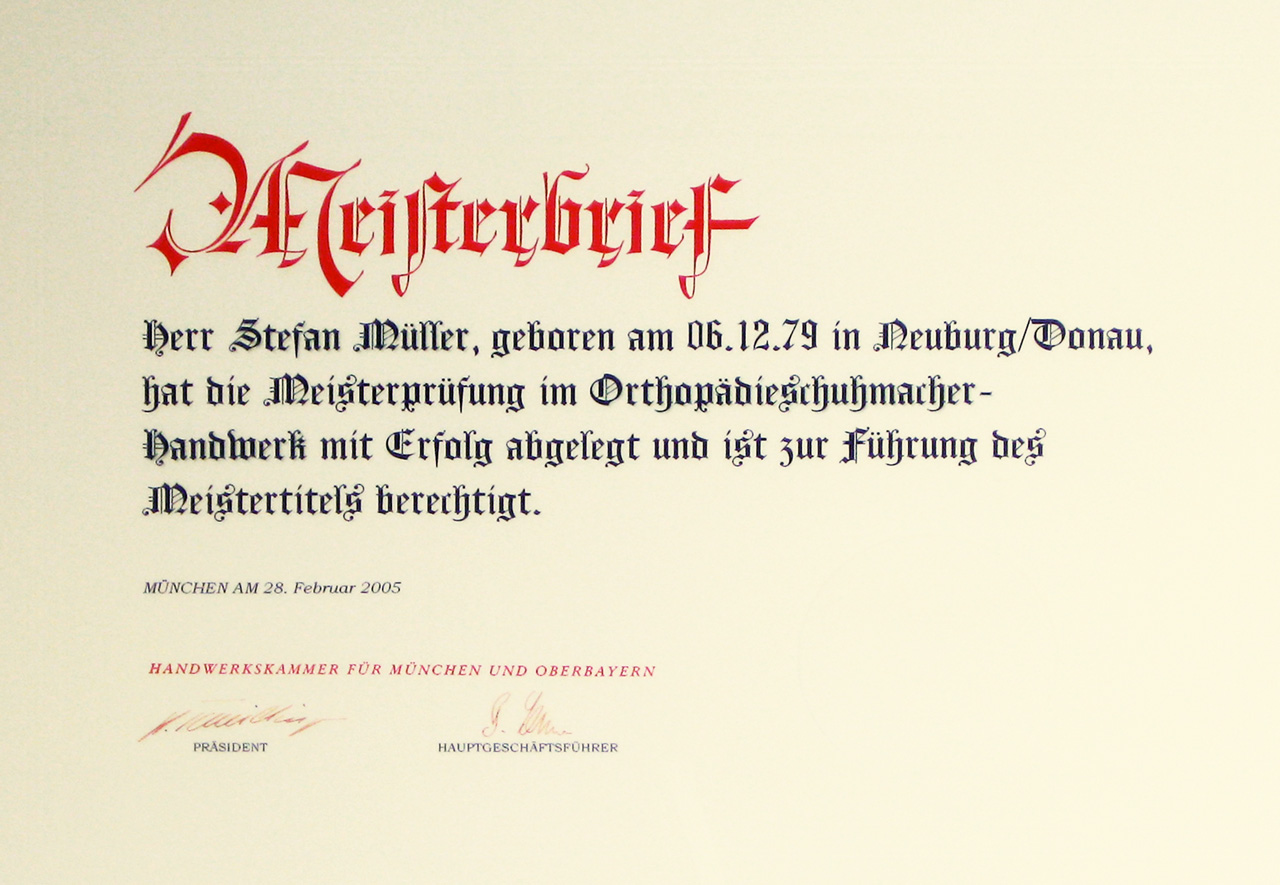 Meisterbrief
Herr Stefan Müller, geboren am 06.12.79 in Neuburg/Donau,
hat die Meisterprüfung im Orthopädieschuhmacher-
Handwerk mit Erfolg abgelegt und ist zur Führung des
Meistertitels berechtigt.
MÜNCHEN AM 28. Februar 2005
HANDWERKSKAMMER FÜR MÜNCHEN UND OBERBAYERN
PRÄSIDENT HAUPTGESCHÄFTSFÜHRER